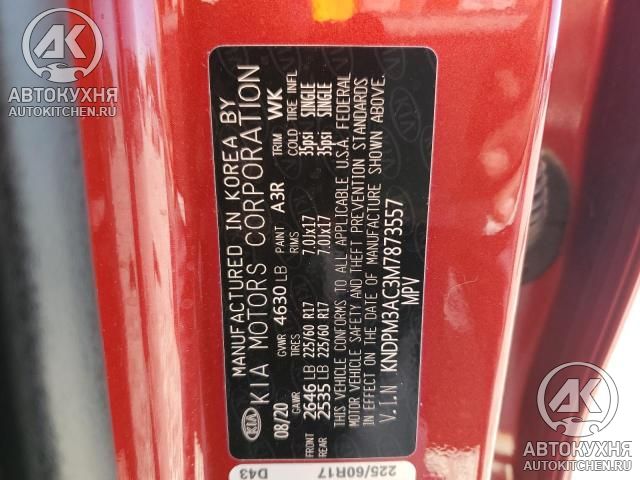 АК
АВТОКУХНЯ
AUTOKITCHEN.RU
KIA MANUFACTURED IN KOREA BY
KIA MOTORS CORPORATION
08/20 GVWR 4630 LB PAINT A3R TRIM WK
GAWR TIRES RIMS COLD TIRE INFL
FRONT 2646 LB 225/60 R17 7.0Jx17 35psi SINGLE
REAR 2535 LB 225/60 R17 7.0Jx17 35psi SINGLE
THIS VEHICLE CONFORMS TO ALL APPLICABLE U.S.A. FEDERAL
MOTOR VEHICLE SAFETY AND THEFT PREVENTION STANDARDS
IN EFFECT ON THE DATE OF MANUFACTURE SHOWN ABOVE.
V.I.N KNDPM3AC3M7873557
MPV
225/60R17
D43
АК
АВТОКУХНЯ
AUTOKITCHEN.RU